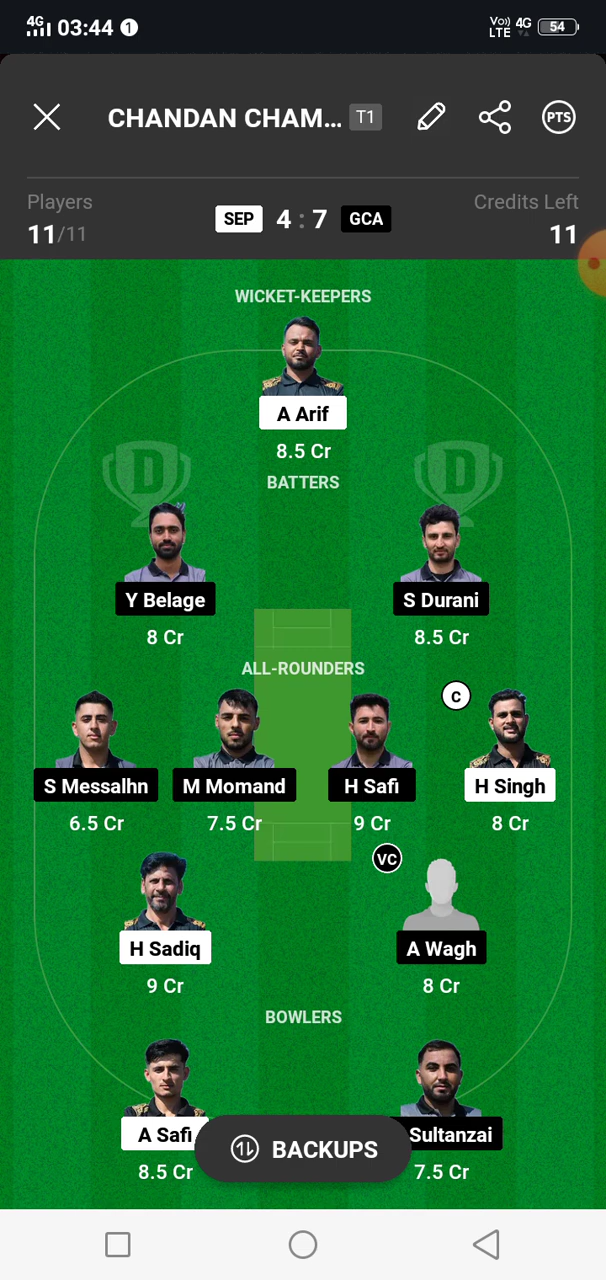 4G 03:44 1 Vo)) LTE 4G 54
CHANDAN CHAM... T1 PTS
Players Credits Left
11/11 SEP 4 : 7 GCA 11
WICKET-KEEPERS
A Arif
8.5 Cr
BATTERS
D D
Y Belage S Durani
8 Cr 8.5 Cr
ALL-ROUNDERS
C
S Messalhn M Momand H Safi H Singh
6.5 Cr 7.5 Cr 9 Cr 8 Cr
VC
H Sadiq A Wagh
9 Cr 8 Cr
BOWLERS
A Safi Sultanzai
BACKUPS
8.5 Cr 7.5 Cr